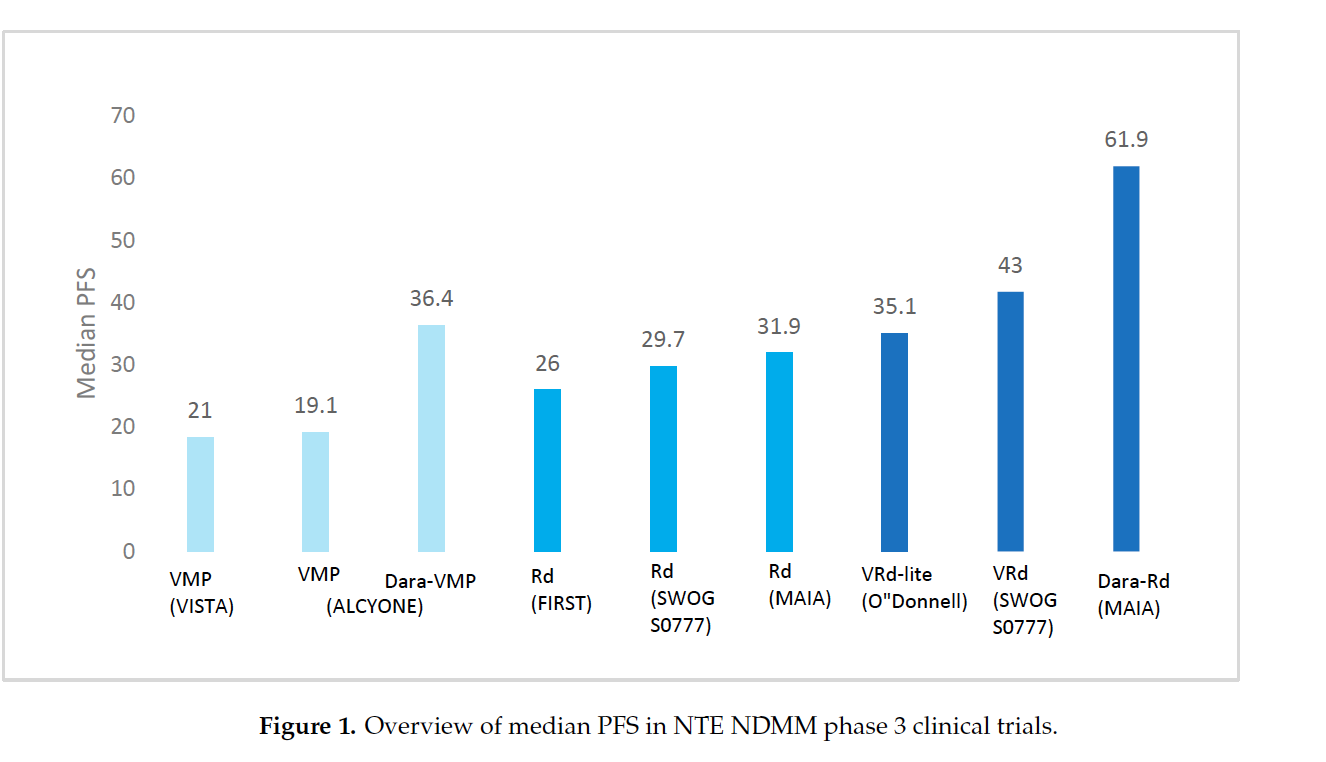 70
60
50
40
30
20
10
0
Median PFS
21
19.1
36.4
26
29.7
31.9
35.1
43
61.9
VMP
(VISTA)
VMP
Dara-VMP
(ALCYONE)
Rd
(FIRST)
Rd
(SWOG
S0777)
Rd
(MAIA)
VRd-lite
(O"Donnell)
VRd
(SWOG
S0777)
Dara-Rd
(MAIA)
Figure 1. Overview of median PFS in NTE NDMM phase 3 clinical trials.